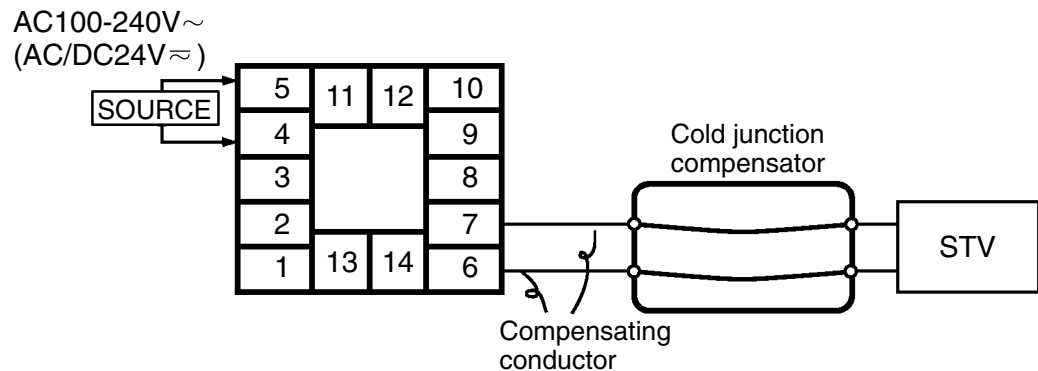 AC100-240V～
(AC/DC24V⎓)
SOURCE
5
11
12
10
4
9
3
8
2
7
1
13
14
6
Cold junction
compensator
STV
Compensating
conductor